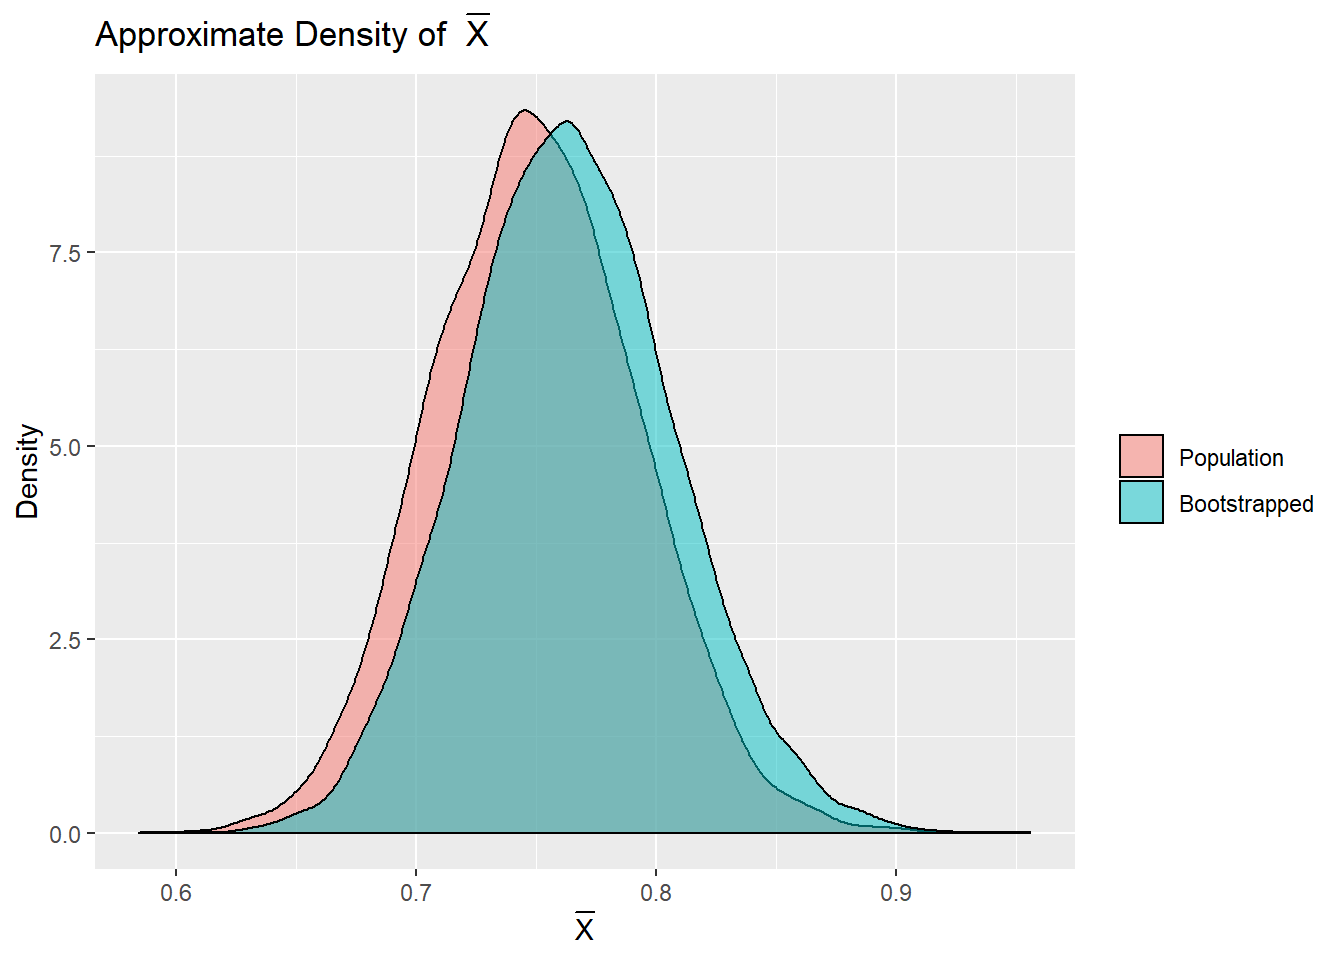 Approximate Density of X̅
Density
7.5
5.0
2.5
0.0
0.6 0.7 0.8 0.9
X̅
Population
Bootstrapped